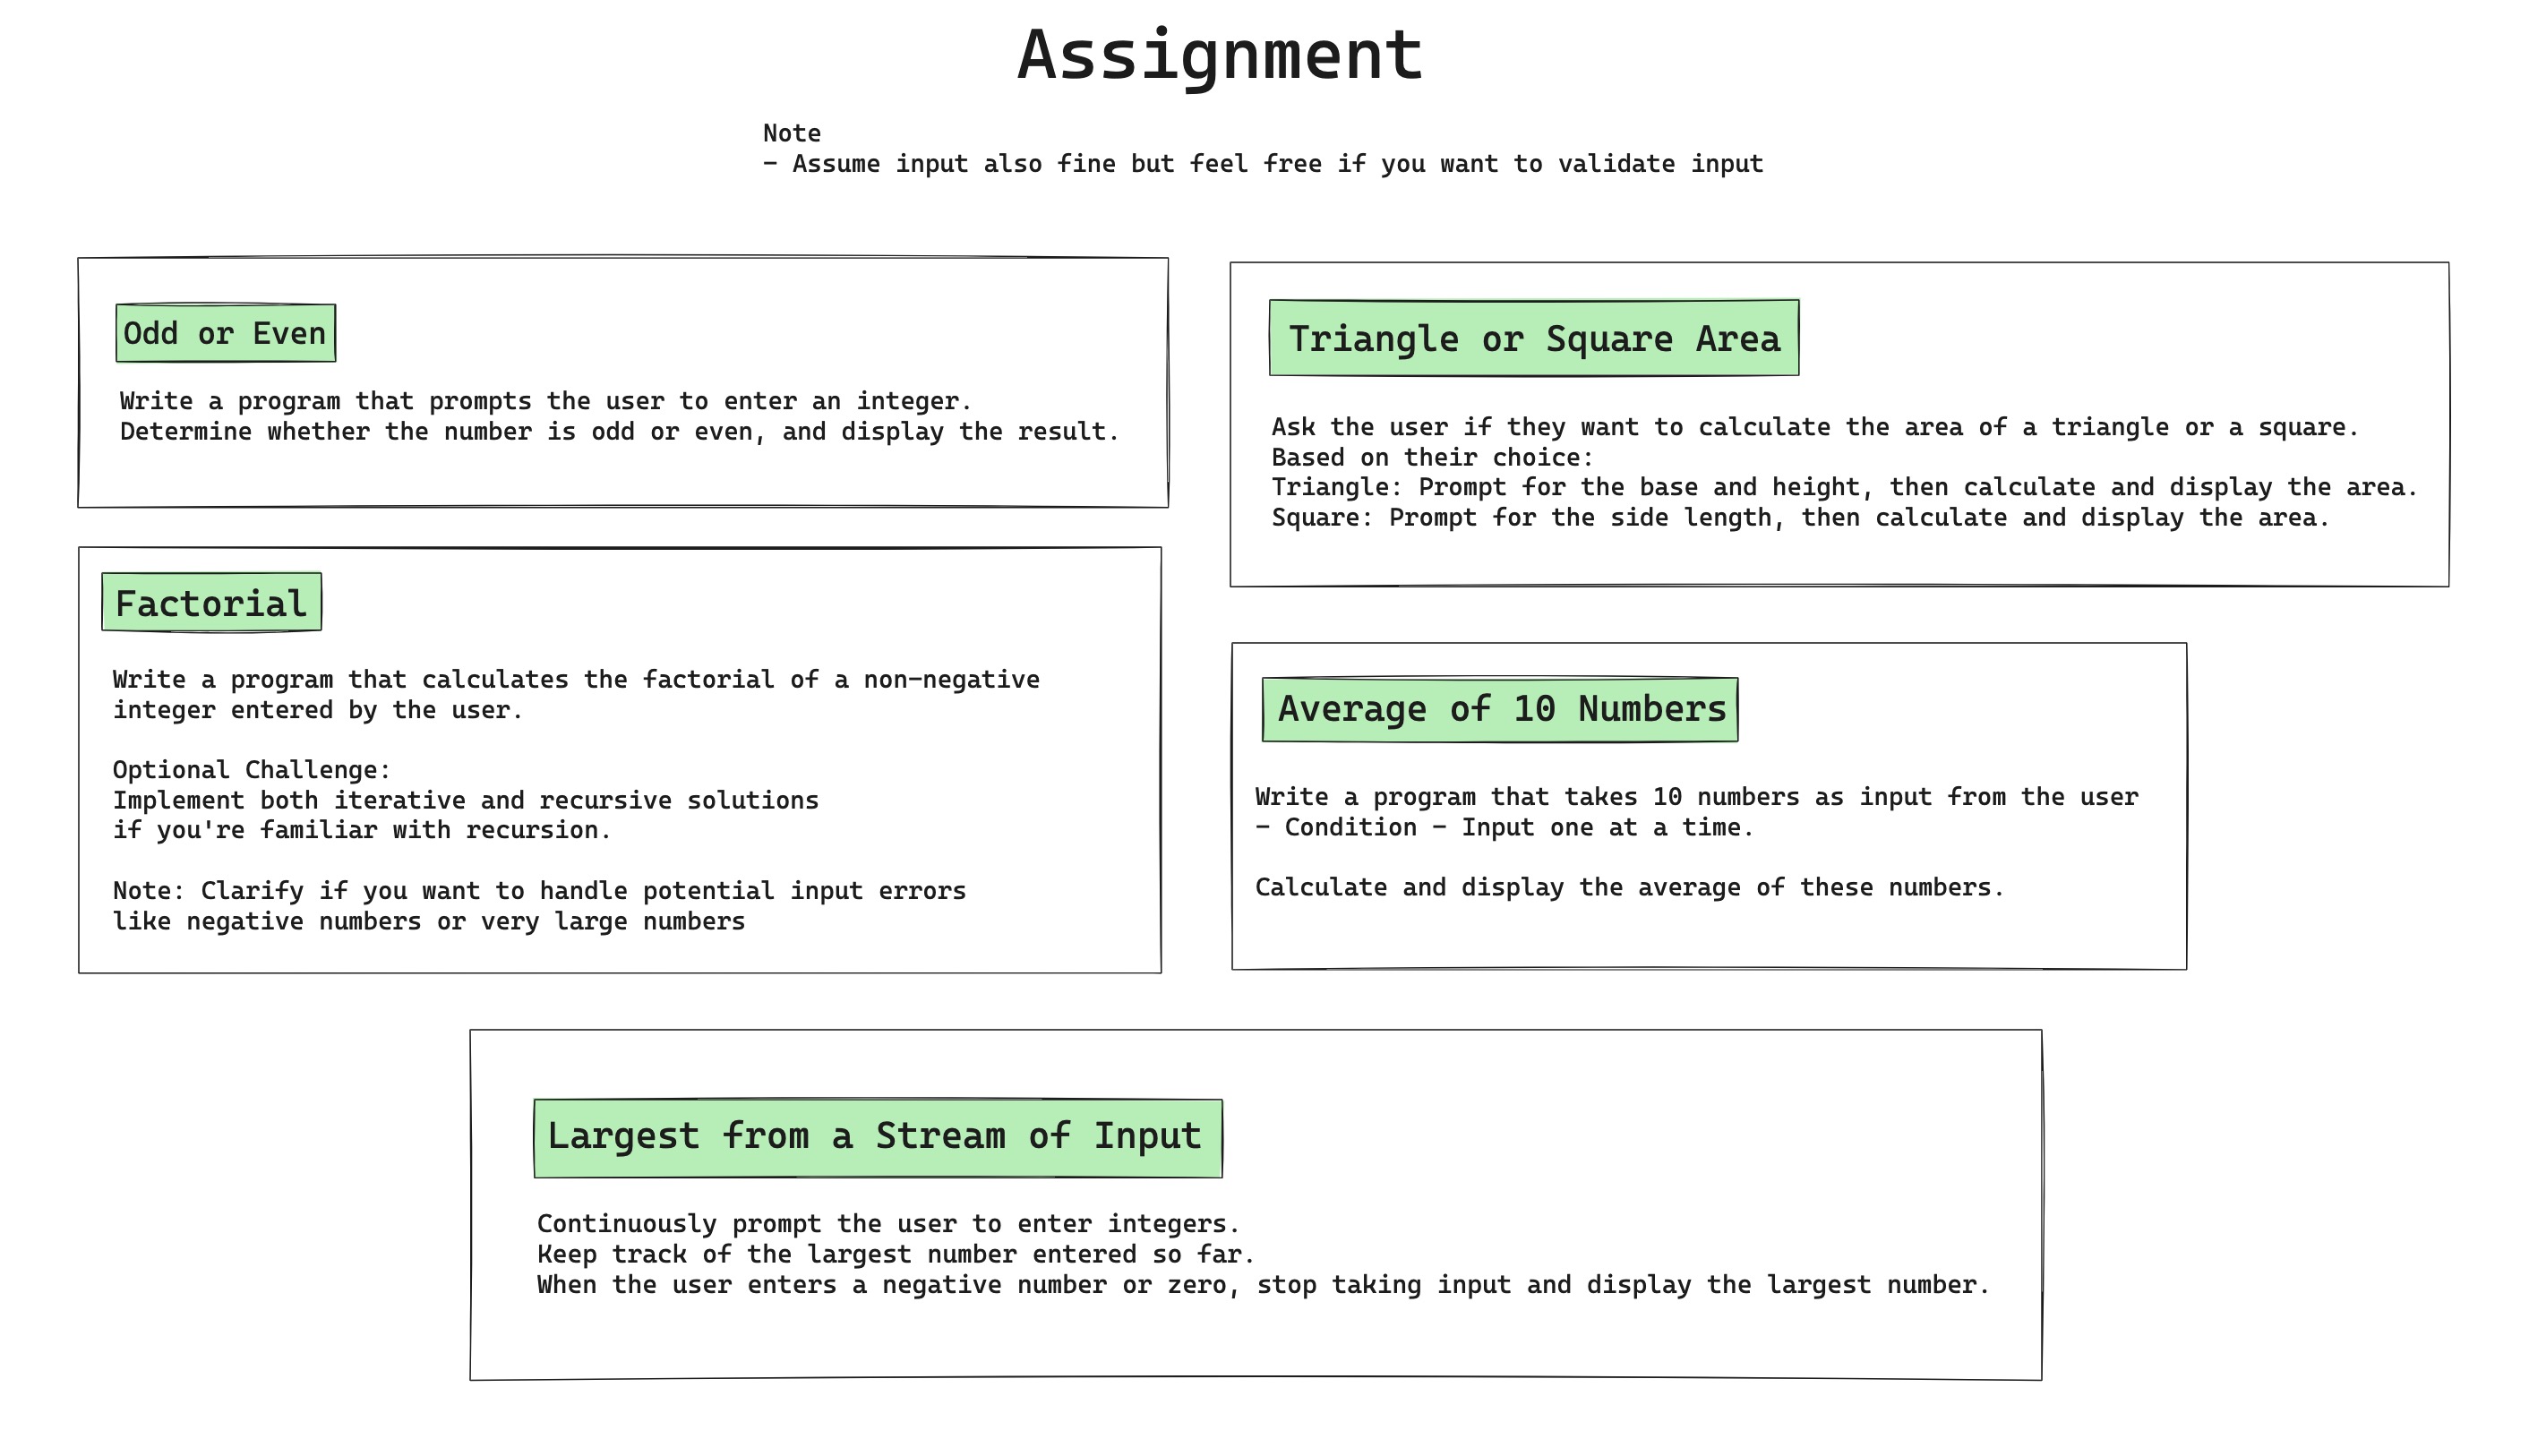 Assignment
Note
- Assume input also fine but feel free if you want to validate input
Odd or Even
Write a program that prompts the user to enter an integer.
Determine whether the number is odd or even, and display the result.
Triangle or Square Area
Ask the user if they want to calculate the area of a triangle or a square.
Based on their choice:
Triangle: Prompt for the base and height, then calculate and display the area.
Square: Prompt for the side length, then calculate and display the area.
Factorial
Write a program that calculates the factorial of a non-negative
integer entered by the user.
Optional Challenge:
Implement both iterative and recursive solutions
if you're familiar with recursion.
Note: Clarify if you want to handle potential input errors
like negative numbers or very large numbers
Average of 10 Numbers
Write a program that takes 10 numbers as input from the user
- Condition - Input one at a time.
Calculate and display the average of these numbers.
Largest from a Stream of Input
Continuously prompt the user to enter integers.
Keep track of the largest number entered so far.
When the user enters a negative number or zero, stop taking input and display the largest number.